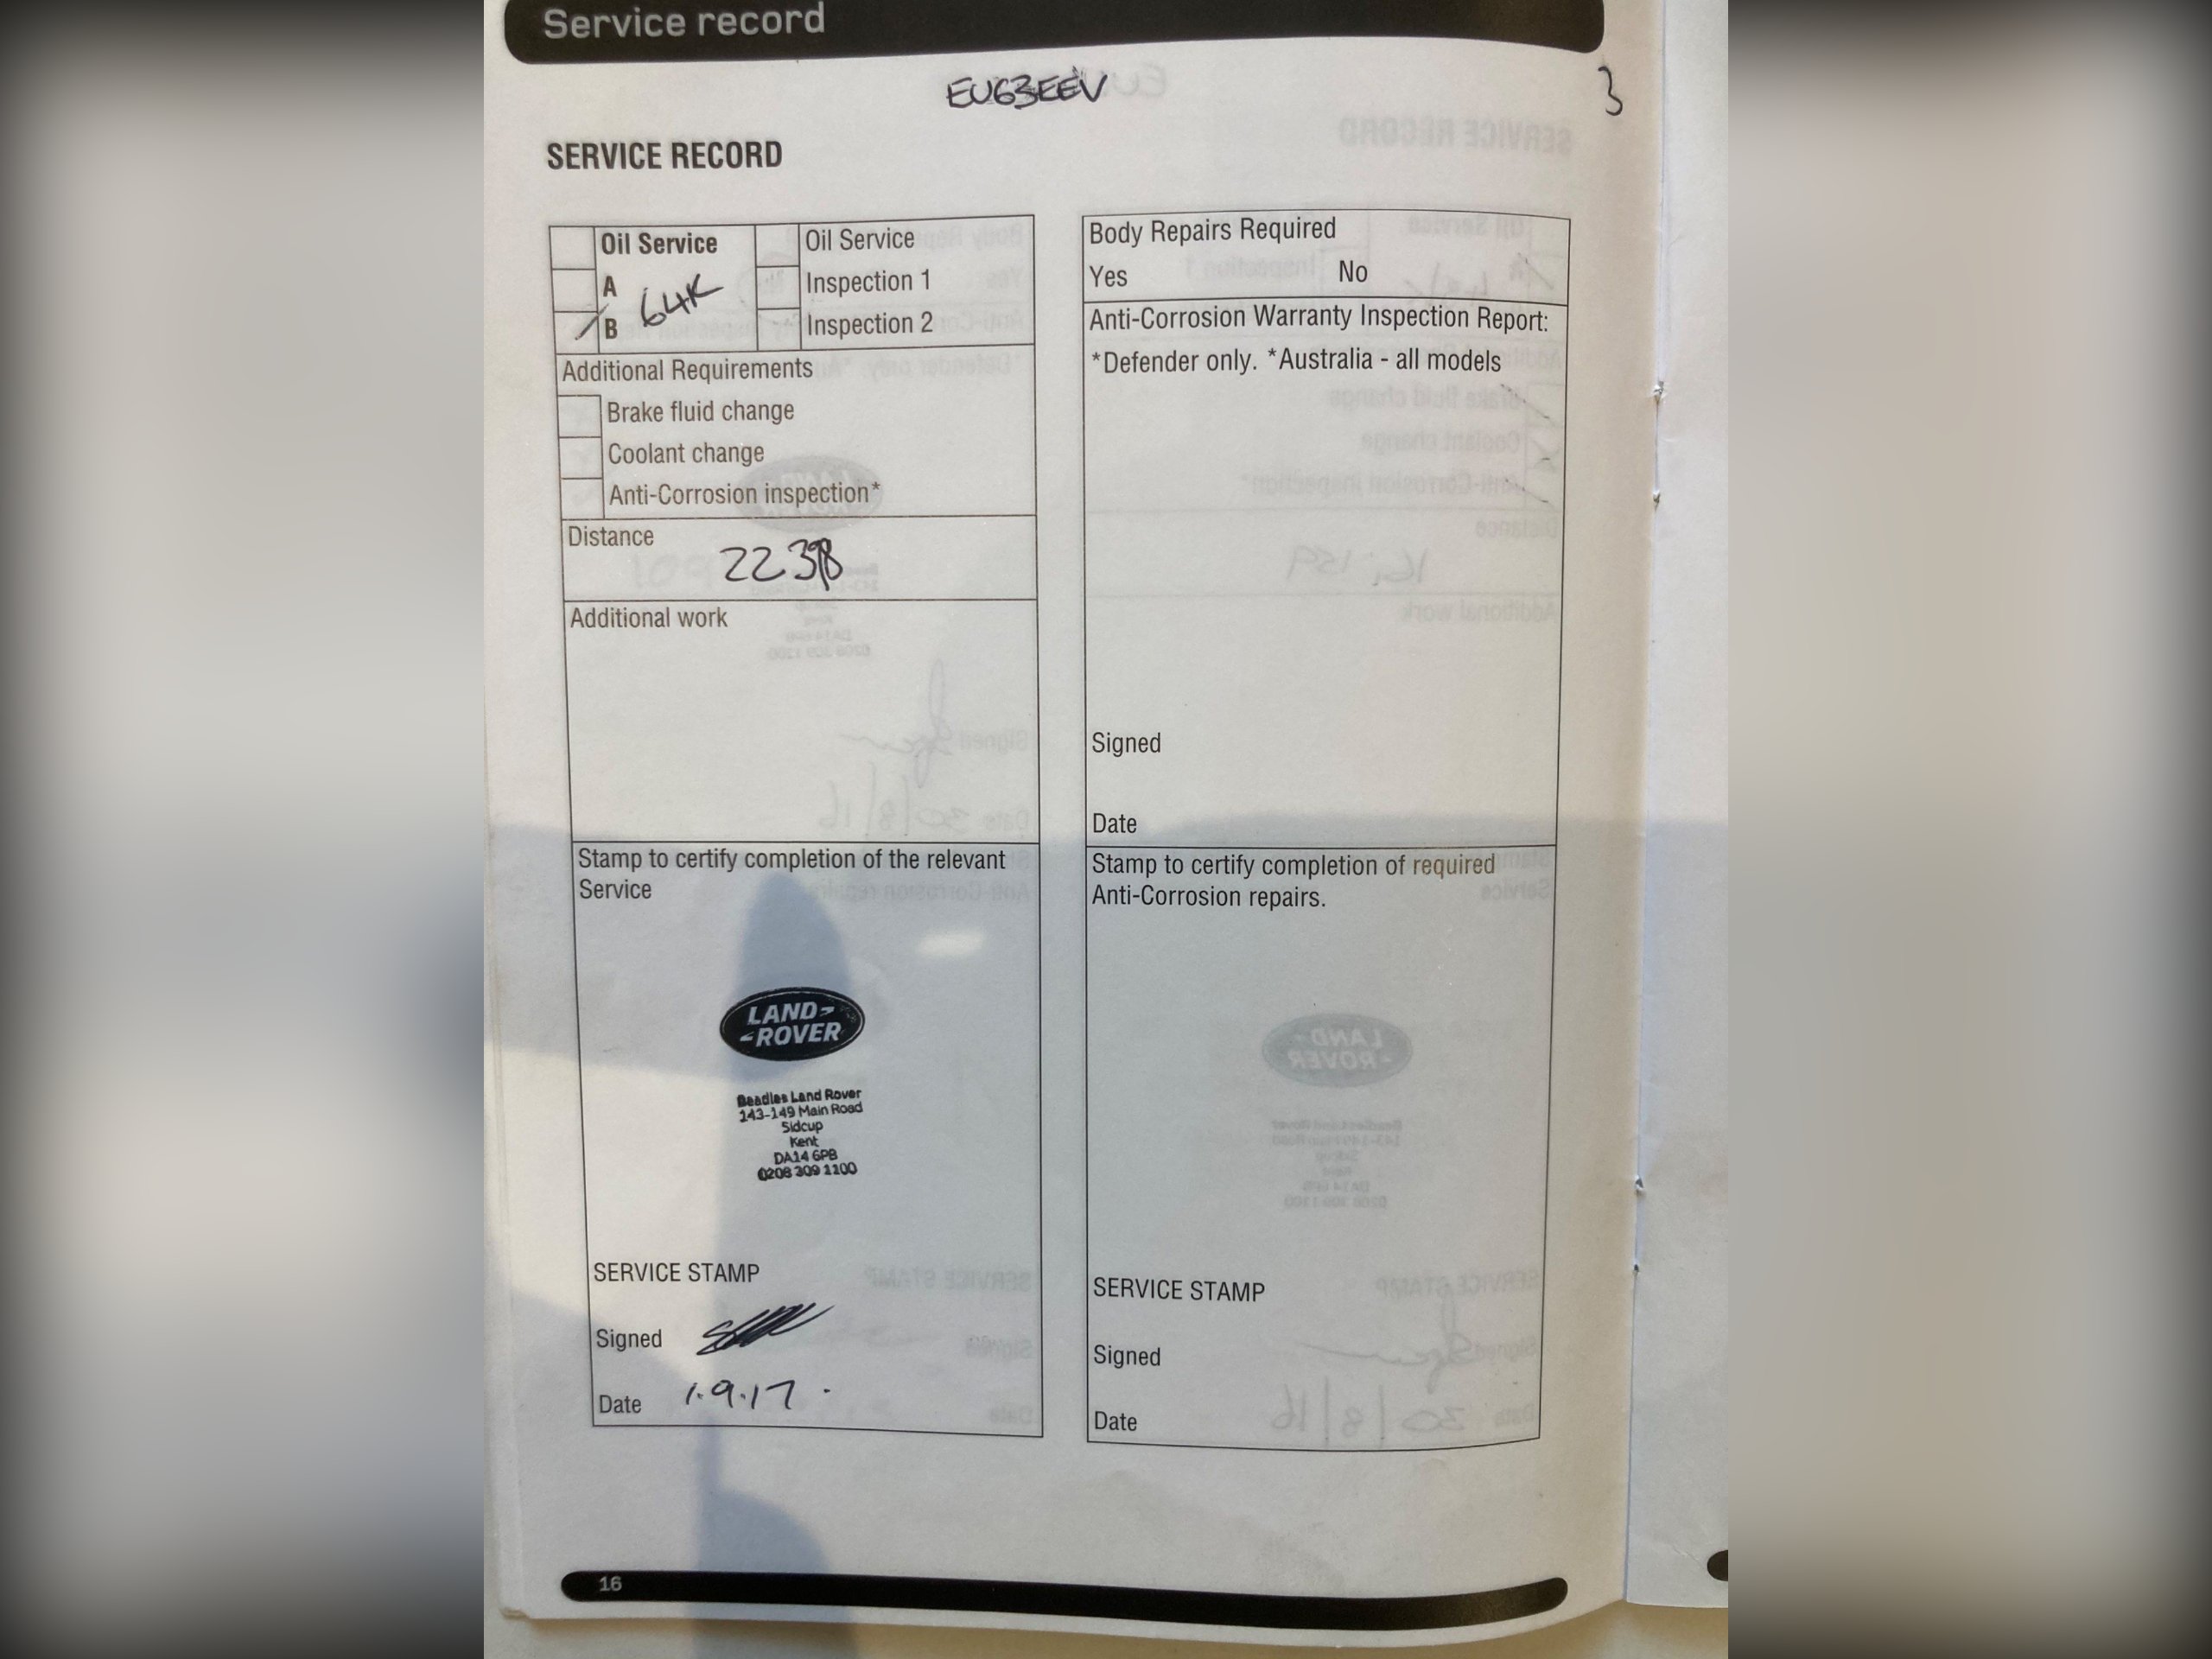 Service record
EU63EEV
3
SERVICE RECORD
Oil Service
A
B
64K
Oil Service
Inspection 1
Inspection 2
Additional Requirements
Brake fluid change
Coolant change
Anti-Corrosion inspection*
Distance
Additional work
Stamp to certify completion of the relevant
Service
LAND
ROVER
Beadles Land Rover
143-149 Main Road
Sidcup
Kent
DA14 6PB
0208 309 1100
SERVICE STAMP
Signed
Date 1.9.17.
Body Repairs Required
Yes No
Anti-Corrosion Warranty Inspection Report:
*Defender only. *Australia - all models
Signed
Date
Stamp to certify completion of required
Anti-Corrosion repairs.
SERVICE STAMP
Signed
Date
16